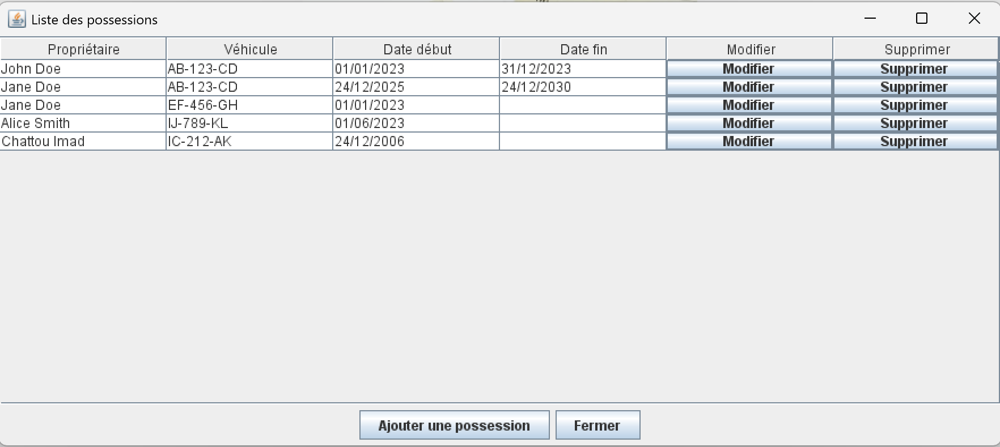 Liste des possessions
Propriétaire Véhicule Date début Date fin Modifier Supprimer
John Doe AB-123-CD 01/01/2023 31/12/2023 Modifier Supprimer
Jane Doe AB-123-CD 24/12/2025 24/12/2030 Modifier Supprimer
Jane Doe EF-456-GH 01/01/2023 Modifier Supprimer
Alice Smith IJ-789-KL 01/06/2023 Modifier Supprimer
Chattou Imad IC-212-AK 24/12/2006 Modifier Supprimer
Ajouter une possession Fermer